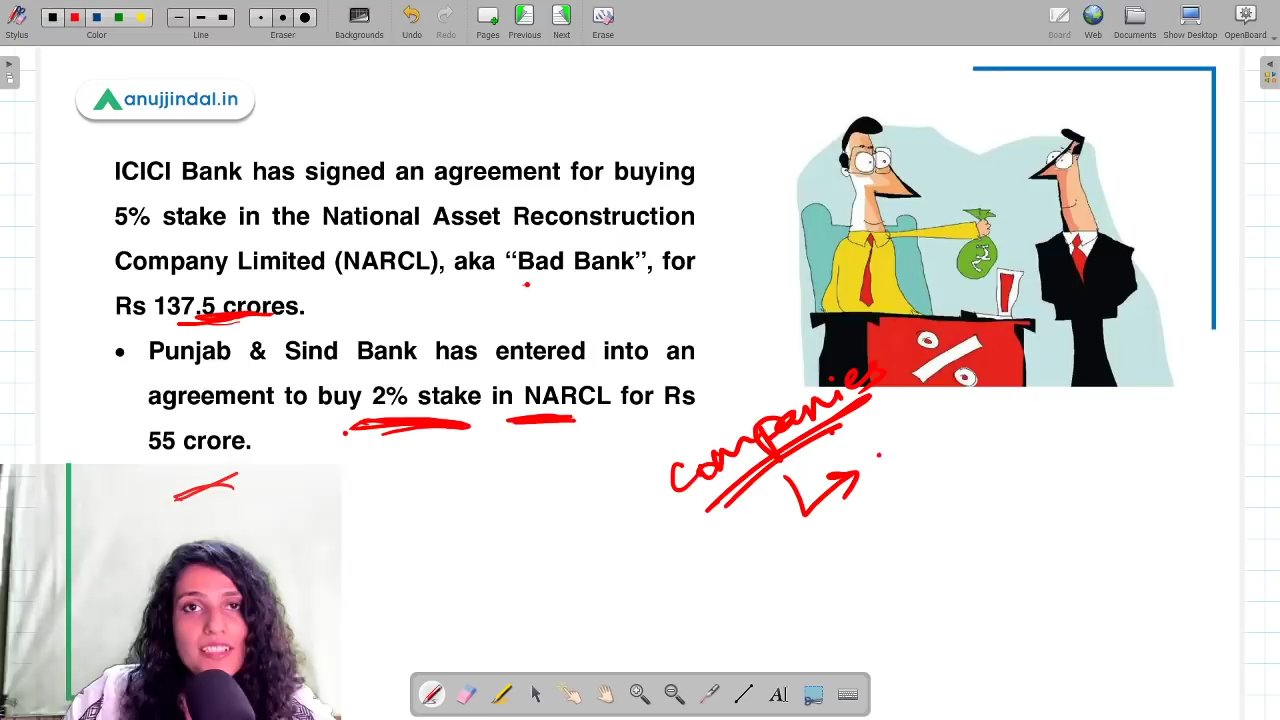 Stylus
Color
Line
Eraser
Backgrounds
Undo
Redo
Pages
Previous
Next
Erase
Board
Web
Documents
Show Desktop
OpenBoard
anujjindal.in
ICICI Bank has signed an agreement for buying
5% stake in the National Asset Reconstruction
Company Limited (NARCL), aka “Bad Bank”, for
Rs 137.5 crores.
• Punjab & Sind Bank has entered into an
agreement to buy 2% stake in NARCL for Rs
55 crore.
₹
%
companies
AI